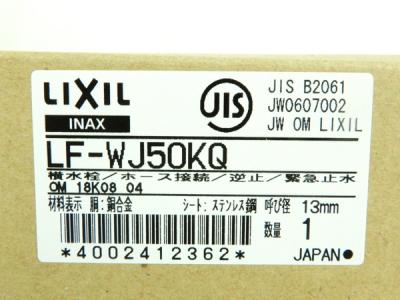 LIXIL
INAX
JIS
JIS B2061
JW0607002
JW OM LIXIL
LF-WJ50KQ
横水栓/ホース接続/逆止/緊急止水
OM 18K08 04
材料表示 胴:銅合金 シート:ステンレス鋼 呼び径 13mm
数量 1
*4002412362* JAPAN●